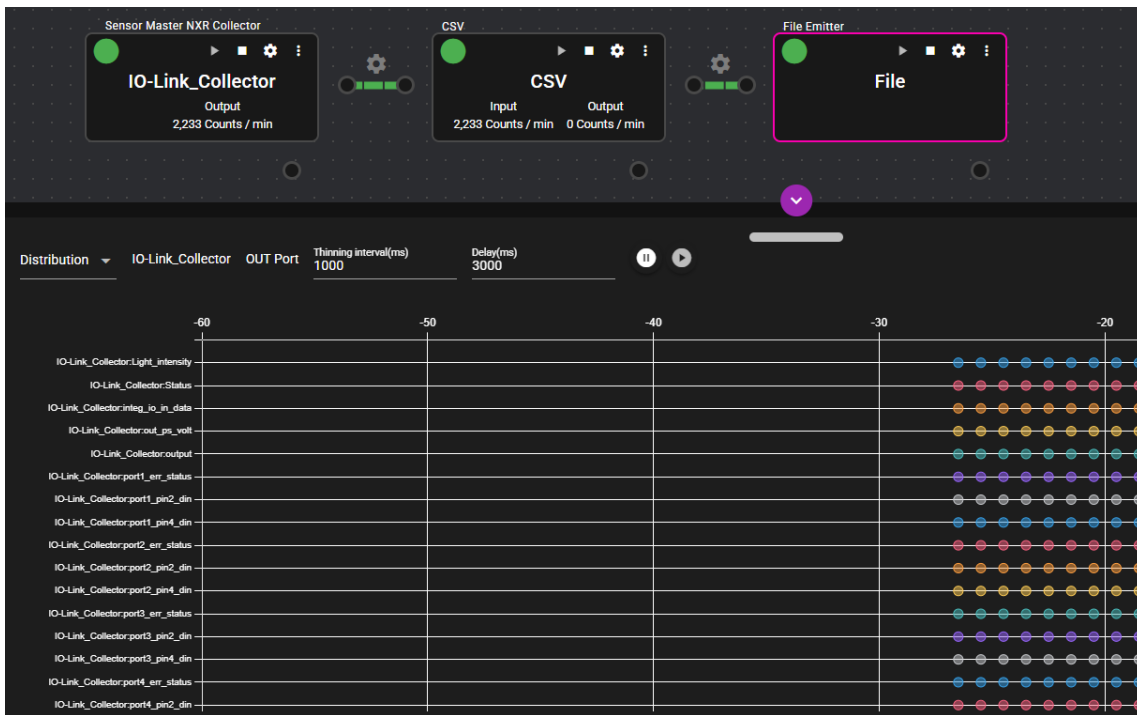 Sensor Master NXR Collector
CSV
File Emitter
IO-Link_Collector
CSV
File
Output
Input
Output
2,233 Counts / min
2,233 Counts / min
0 Counts / min
Distribution
IO-Link_Collector
OUT Port
Thinning interval(ms)
1000
Delay(ms)
3000
-60
-50
-40
-30
-20
IO-Link_Collector:Light_intensity
IO-Link_Collector:Status
IO-Link_Collector:integ_io_in_data
IO-Link_Collector:out_ps_volt
IO-Link_Collector:output
IO-Link_Collector:port1_err_status
IO-Link_Collector:port1_pin2_din
IO-Link_Collector:port1_pin4_din
IO-Link_Collector:port2_err_status
IO-Link_Collector:port2_pin2_din
IO-Link_Collector:port2_pin4_din
IO-Link_Collector:port3_err_status
IO-Link_Collector:port3_pin2_din
IO-Link_Collector:port3_pin4_din
IO-Link_Collector:port4_err_status
IO-Link_Collector:port4_pin2_din